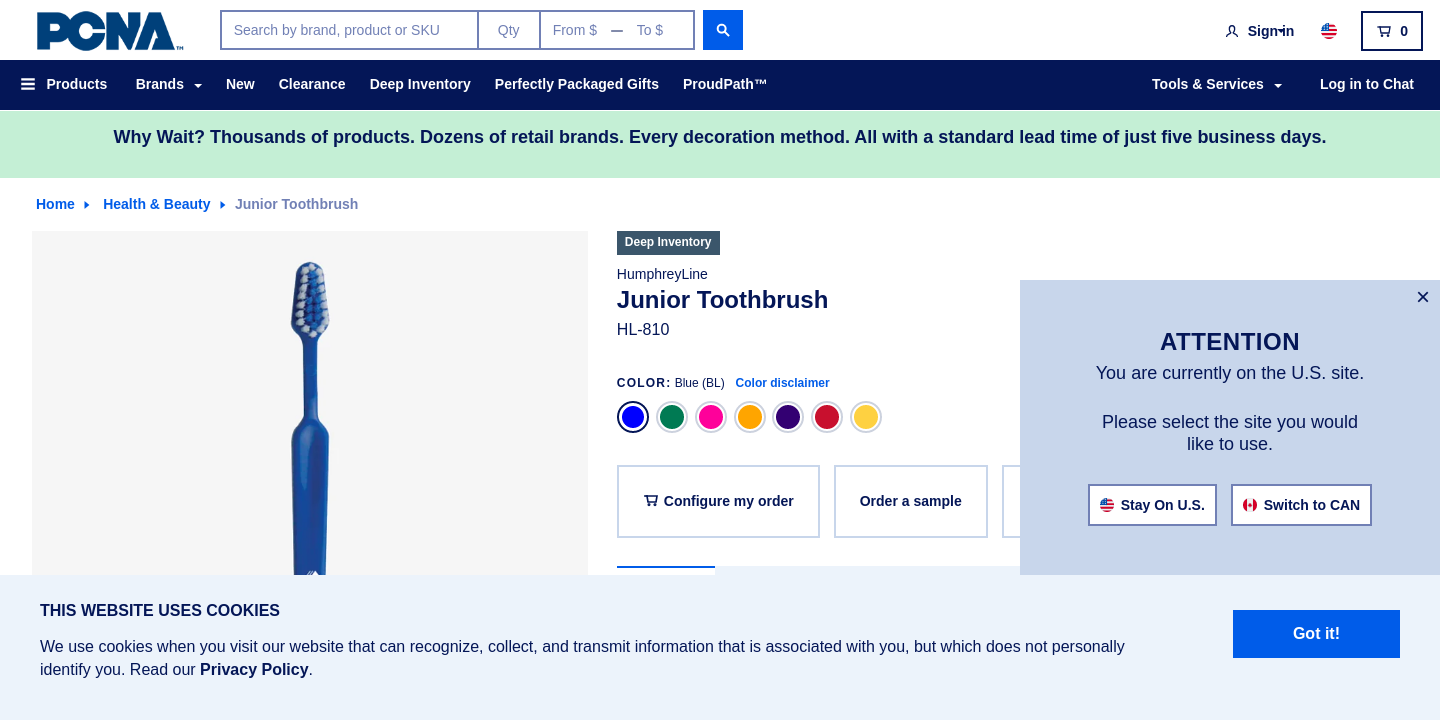 PCNA™
Search by brand, product or SKU
Qty
From $ — To $
Sign in
0
Products
Brands
New
Clearance
Deep Inventory
Perfectly Packaged Gifts
ProudPath™
Tools & Services
Log in to Chat
Why Wait? Thousands of products. Dozens of retail brands. Every decoration method. All with a standard lead time of just five business days.
Home
Health & Beauty
Junior Toothbrush
Deep Inventory
HumphreyLine
Junior Toothbrush
HL-810
COLOR: Blue (BL) Color disclaimer
Configure my order
Order a sample
×
ATTENTION
You are currently on the U.S. site.
Please select the site you would
like to use.
Stay On U.S.
Switch to CAN
THIS WEBSITE USES COOKIES
We use cookies when you visit our website that can recognize, collect, and transmit information that is associated with you, but which does not personally
identify you. Read our Privacy Policy.
Got it!